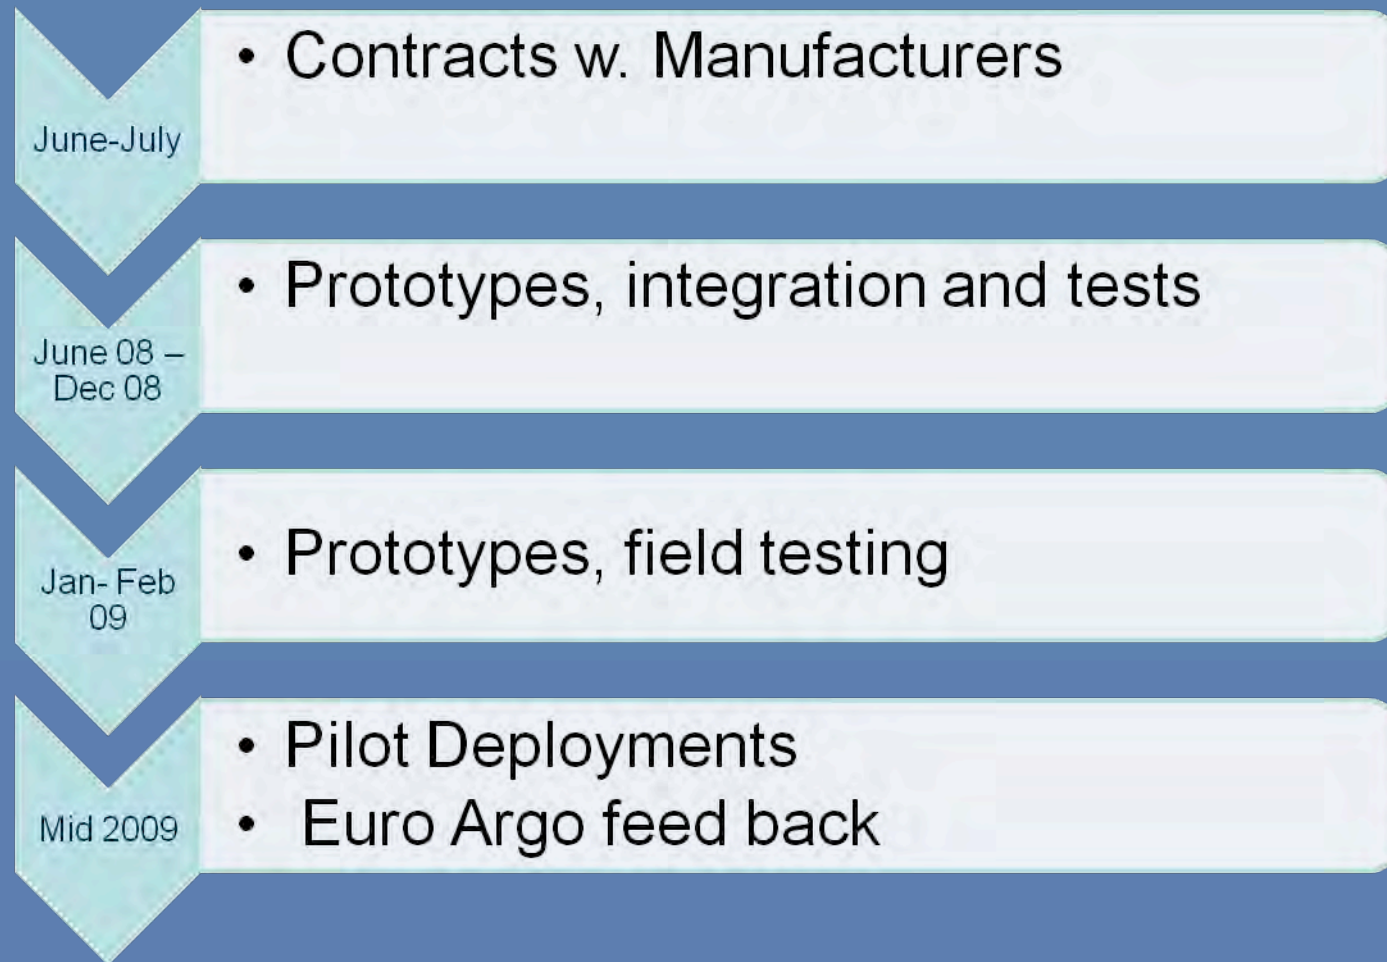 June-July
• Contracts w. Manufacturers
June 08 –
Dec 08
• Prototypes, integration and tests
Jan- Feb
09
• Prototypes, field testing
Mid 2009
• Pilot Deployments
• Euro Argo feed back